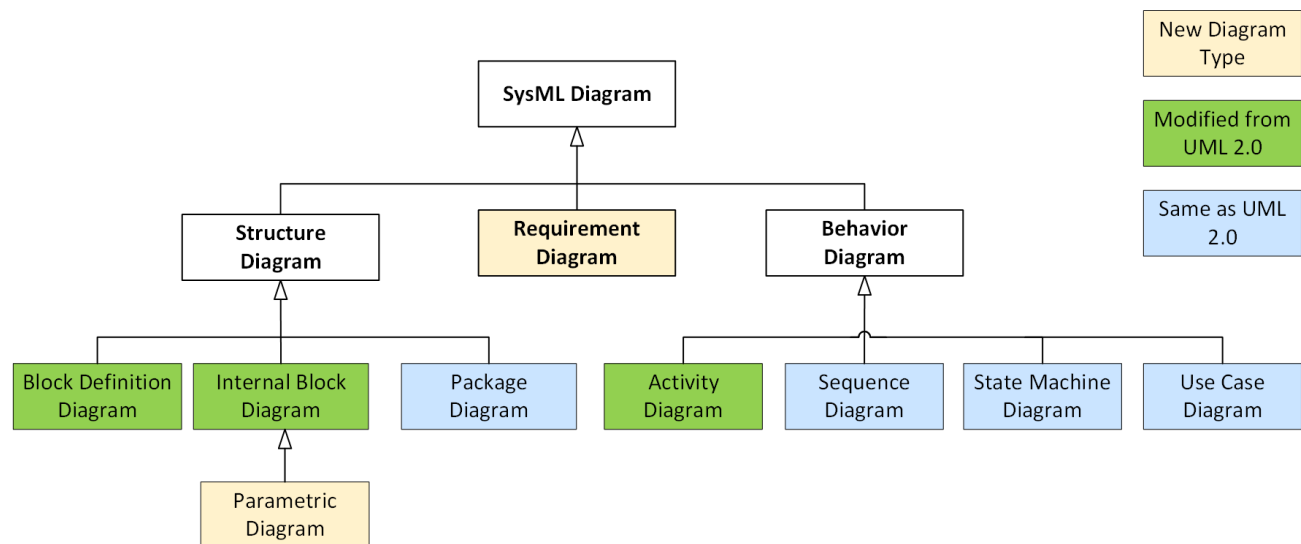 New Diagram
Type
SysML Diagram
Modified from
UML 2.0
Same as UML
2.0
Structure
Diagram
Requirement
Diagram
Behavior
Diagram
Block Definition
Diagram
Internal Block
Diagram
Package
Diagram
Activity
Diagram
Sequence
Diagram
State Machine
Diagram
Use Case
Diagram
Parametric
Diagram